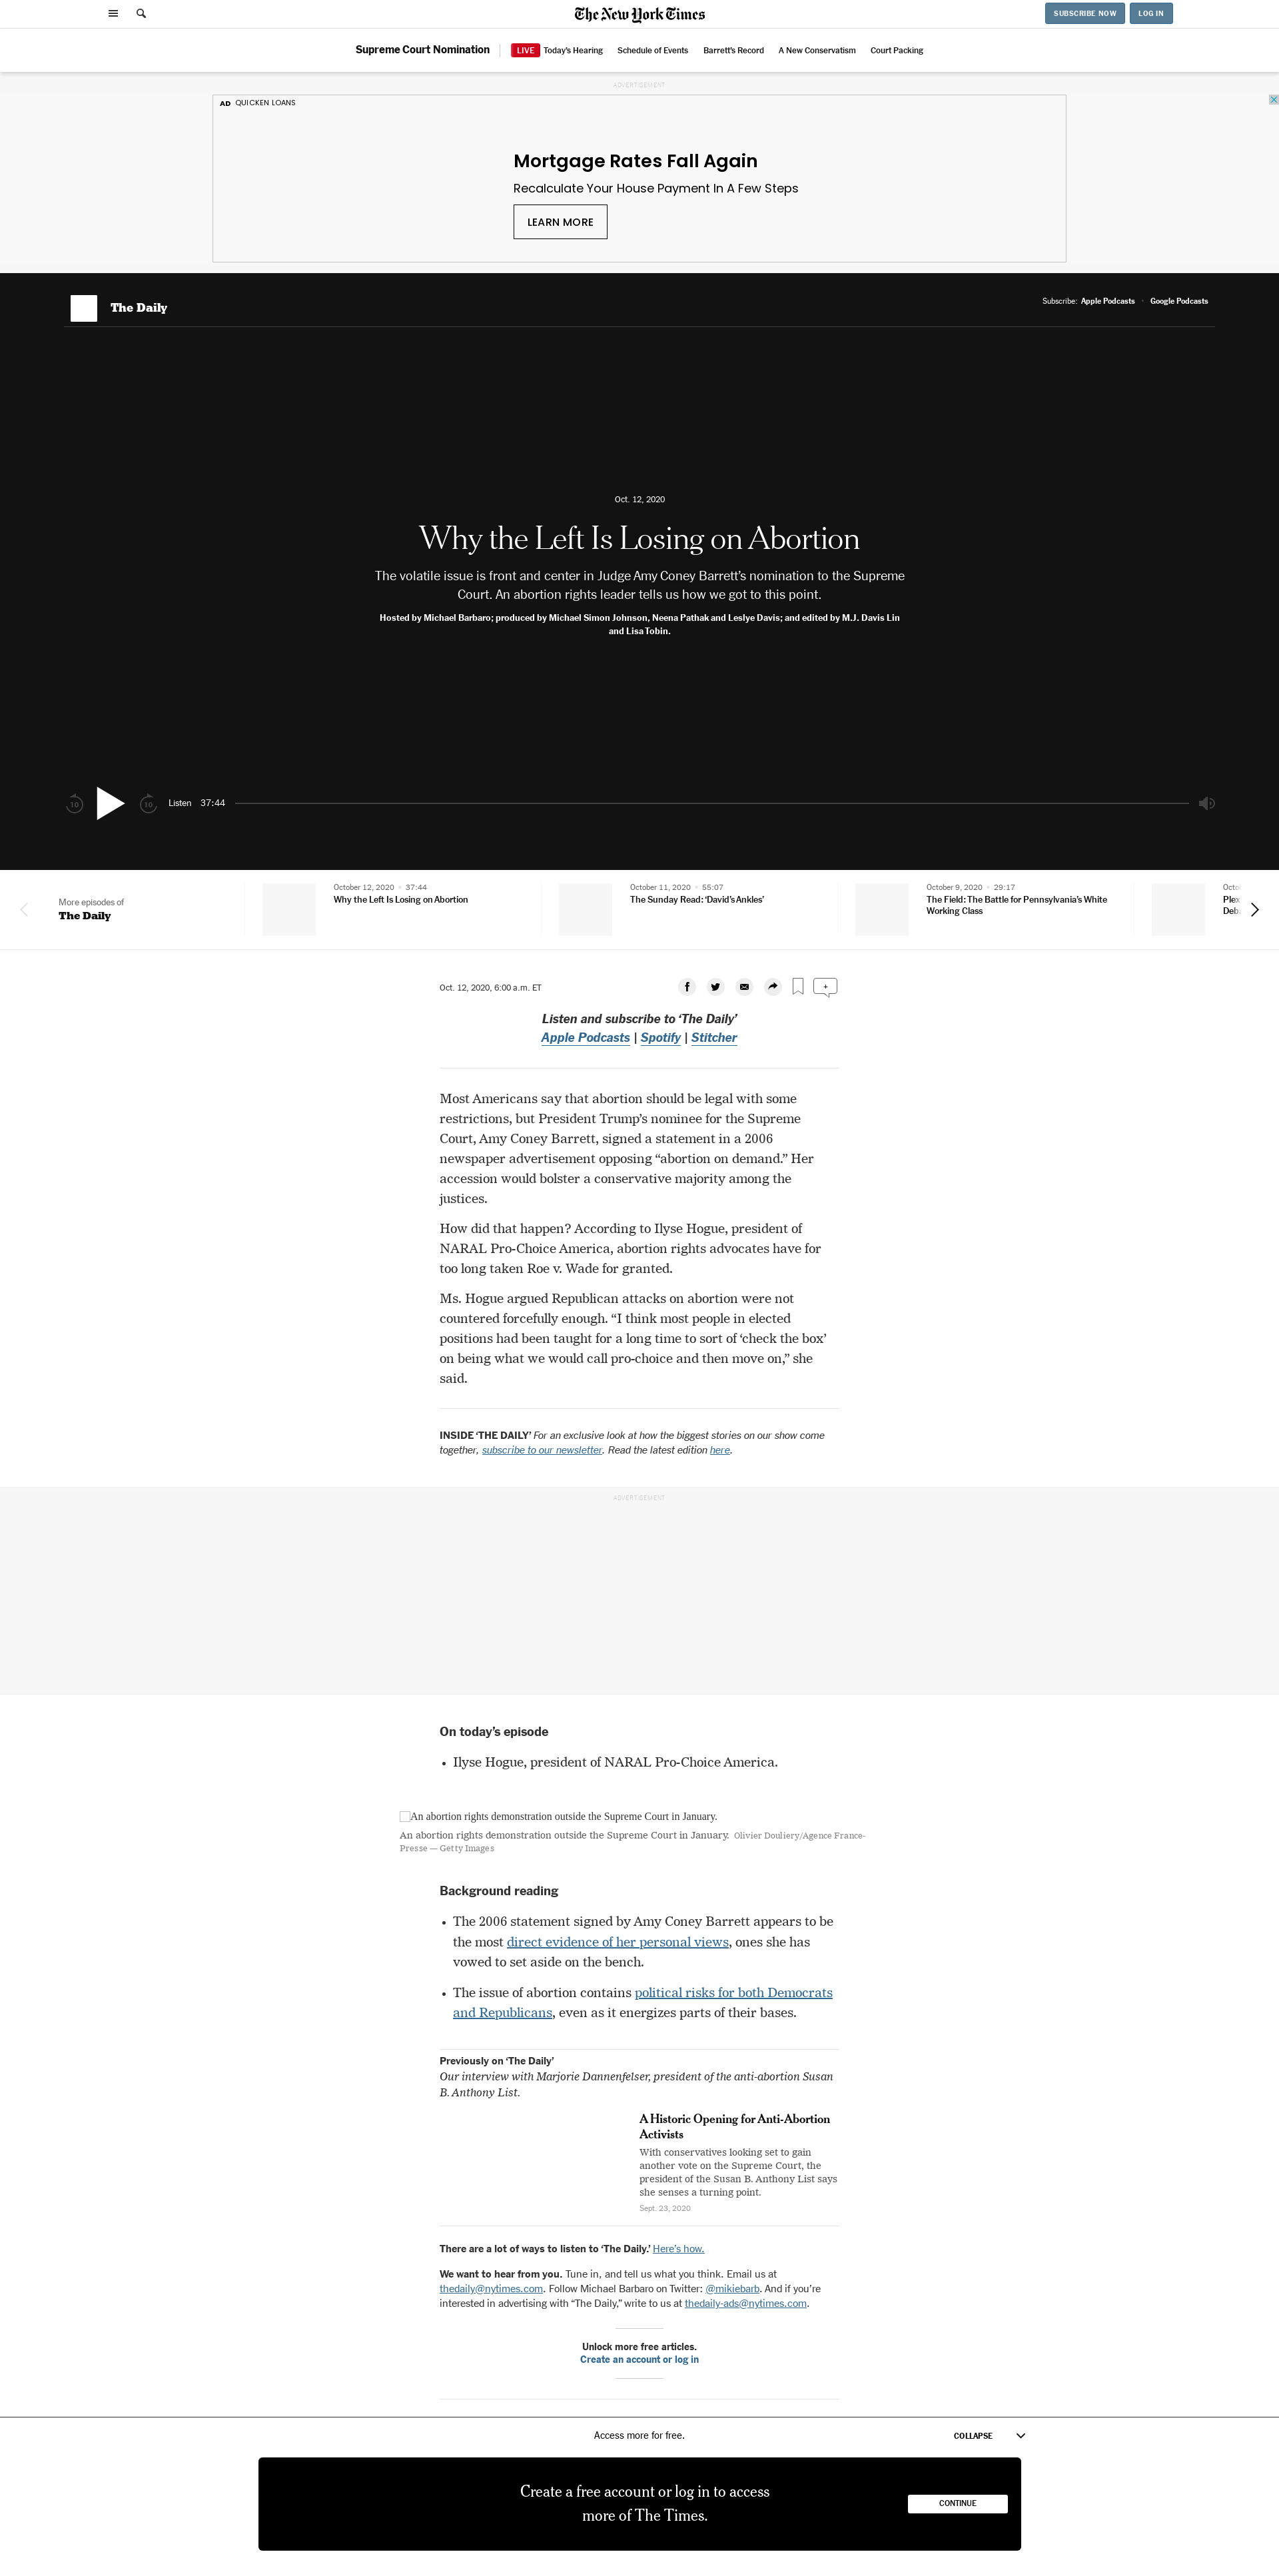 The New York Times
SUBSCRIBE NOW
LOG IN
Supreme Court Nomination
LIVE Today's Hearing Schedule of Events Barrett's Record A New Conservatism Court Packing
ADVERTISEMENT
AD QUICKEN LOANS
Mortgage Rates Fall Again
Recalculate Your House Payment In A Few Steps
LEARN MORE
The Daily
Subscribe: Apple Podcasts • Google Podcasts
Oct. 12, 2020
Why the Left Is Losing on Abortion
The volatile issue is front and center in Judge Amy Coney Barrett’s nomination to the Supreme
Court. An abortion rights leader tells us how we got to this point.
Hosted by Michael Barbaro; produced by Michael Simon Johnson, Neena Pathak and Leslye Davis; and edited by M.J. Davis Lin
and Lisa Tobin.
10
10
Listen 37:44
More episodes of
The Daily
October 12, 2020 • 37:44
Why the Left Is Losing on Abortion
October 11, 2020 • 55:07
The Sunday Read: ‘David’s Ankles’
October 9, 2020 • 29:17
The Field: The Battle for Pennsylvania’s White
Working Class
Oct. 12, 2020, 6:00 a.m. ET
+
Listen and subscribe to ‘The Daily’
Apple Podcasts | Spotify | Stitcher
Most Americans say that abortion should be legal with some
restrictions, but President Trump’s nominee for the Supreme
Court, Amy Coney Barrett, signed a statement in a 2006
newspaper advertisement opposing “abortion on demand.” Her
accession would bolster a conservative majority among the
justices.
How did that happen? According to Ilyse Hogue, president of
NARAL Pro-Choice America, abortion rights advocates have for
too long taken Roe v. Wade for granted.
Ms. Hogue argued Republican attacks on abortion were not
countered forcefully enough. “I think most people in elected
positions had been taught for a long time to sort of ‘check the box’
on being what we would call pro-choice and then move on,” she
said.
INSIDE ‘THE DAILY’ For an exclusive look at how the biggest stories on our show come
together, subscribe to our newsletter. Read the latest edition here.
ADVERTISEMENT
On today’s episode
• Ilyse Hogue, president of NARAL Pro-Choice America.
An abortion rights demonstration outside the Supreme Court in January.
An abortion rights demonstration outside the Supreme Court in January. Olivier Douliery/Agence France-
Presse — Getty Images
Background reading
• The 2006 statement signed by Amy Coney Barrett appears to be
the most direct evidence of her personal views, ones she has
vowed to set aside on the bench.
• The issue of abortion contains political risks for both Democrats
and Republicans, even as it energizes parts of their bases.
Previously on ‘The Daily’
Our interview with Marjorie Dannenfelser, president of the anti-abortion Susan
B. Anthony List.
A Historic Opening for Anti-Abortion
Activists
With conservatives looking set to gain
another vote on the Supreme Court, the
president of the Susan B. Anthony List says
she senses a turning point.
Sept. 23, 2020
There are a lot of ways to listen to ‘The Daily.’ Here’s how.
We want to hear from you. Tune in, and tell us what you think. Email us at
thedaily@nytimes.com. Follow Michael Barbaro on Twitter: @mikiebarb. And if you’re
interested in advertising with “The Daily,” write to us at thedaily-ads@nytimes.com.
Unlock more free articles.
Create an account or log in
Access more for free.
COLLAPSE
Create a free account or log in to access
more of The Times.
CONTINUE